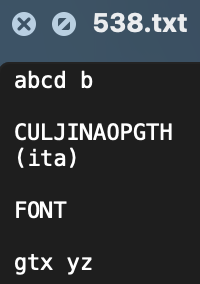 538.txt
abcd b
CULJINAOPGTH
(ita)
FONT
gtx yz